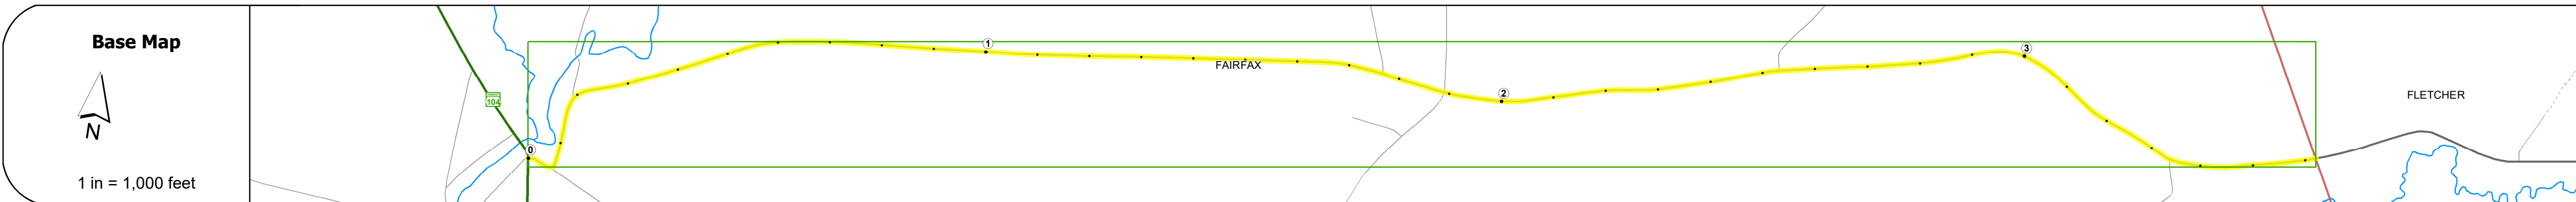 Base Map
N
1 in = 1,000 feet
104
0
1
FAIRFAX
2
3
FLETCHER